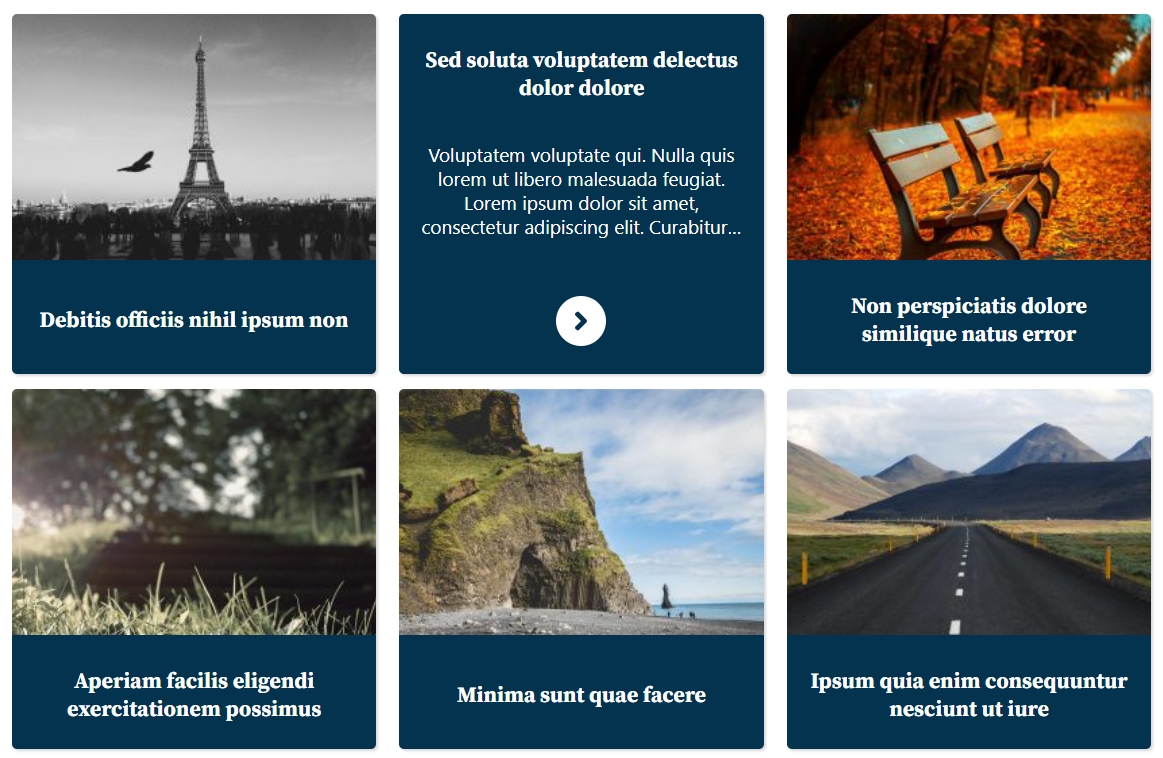 Sed soluta voluptatem delectus
dolor dolore
Voluptatem voluptate qui. Nulla quis
lorem ut libero malesuada feugiat.
Lorem ipsum dolor sit amet,
consectetur adipiscing elit. Curabitur...
Debitis officiis nihil ipsum non
Non perspiciatis dolore
similique natus error
Aperiam facilis eligendi
exercitationem possimus
Minima sunt quae facere
Ipsum quia enim consequuntur
nesciunt ut iure